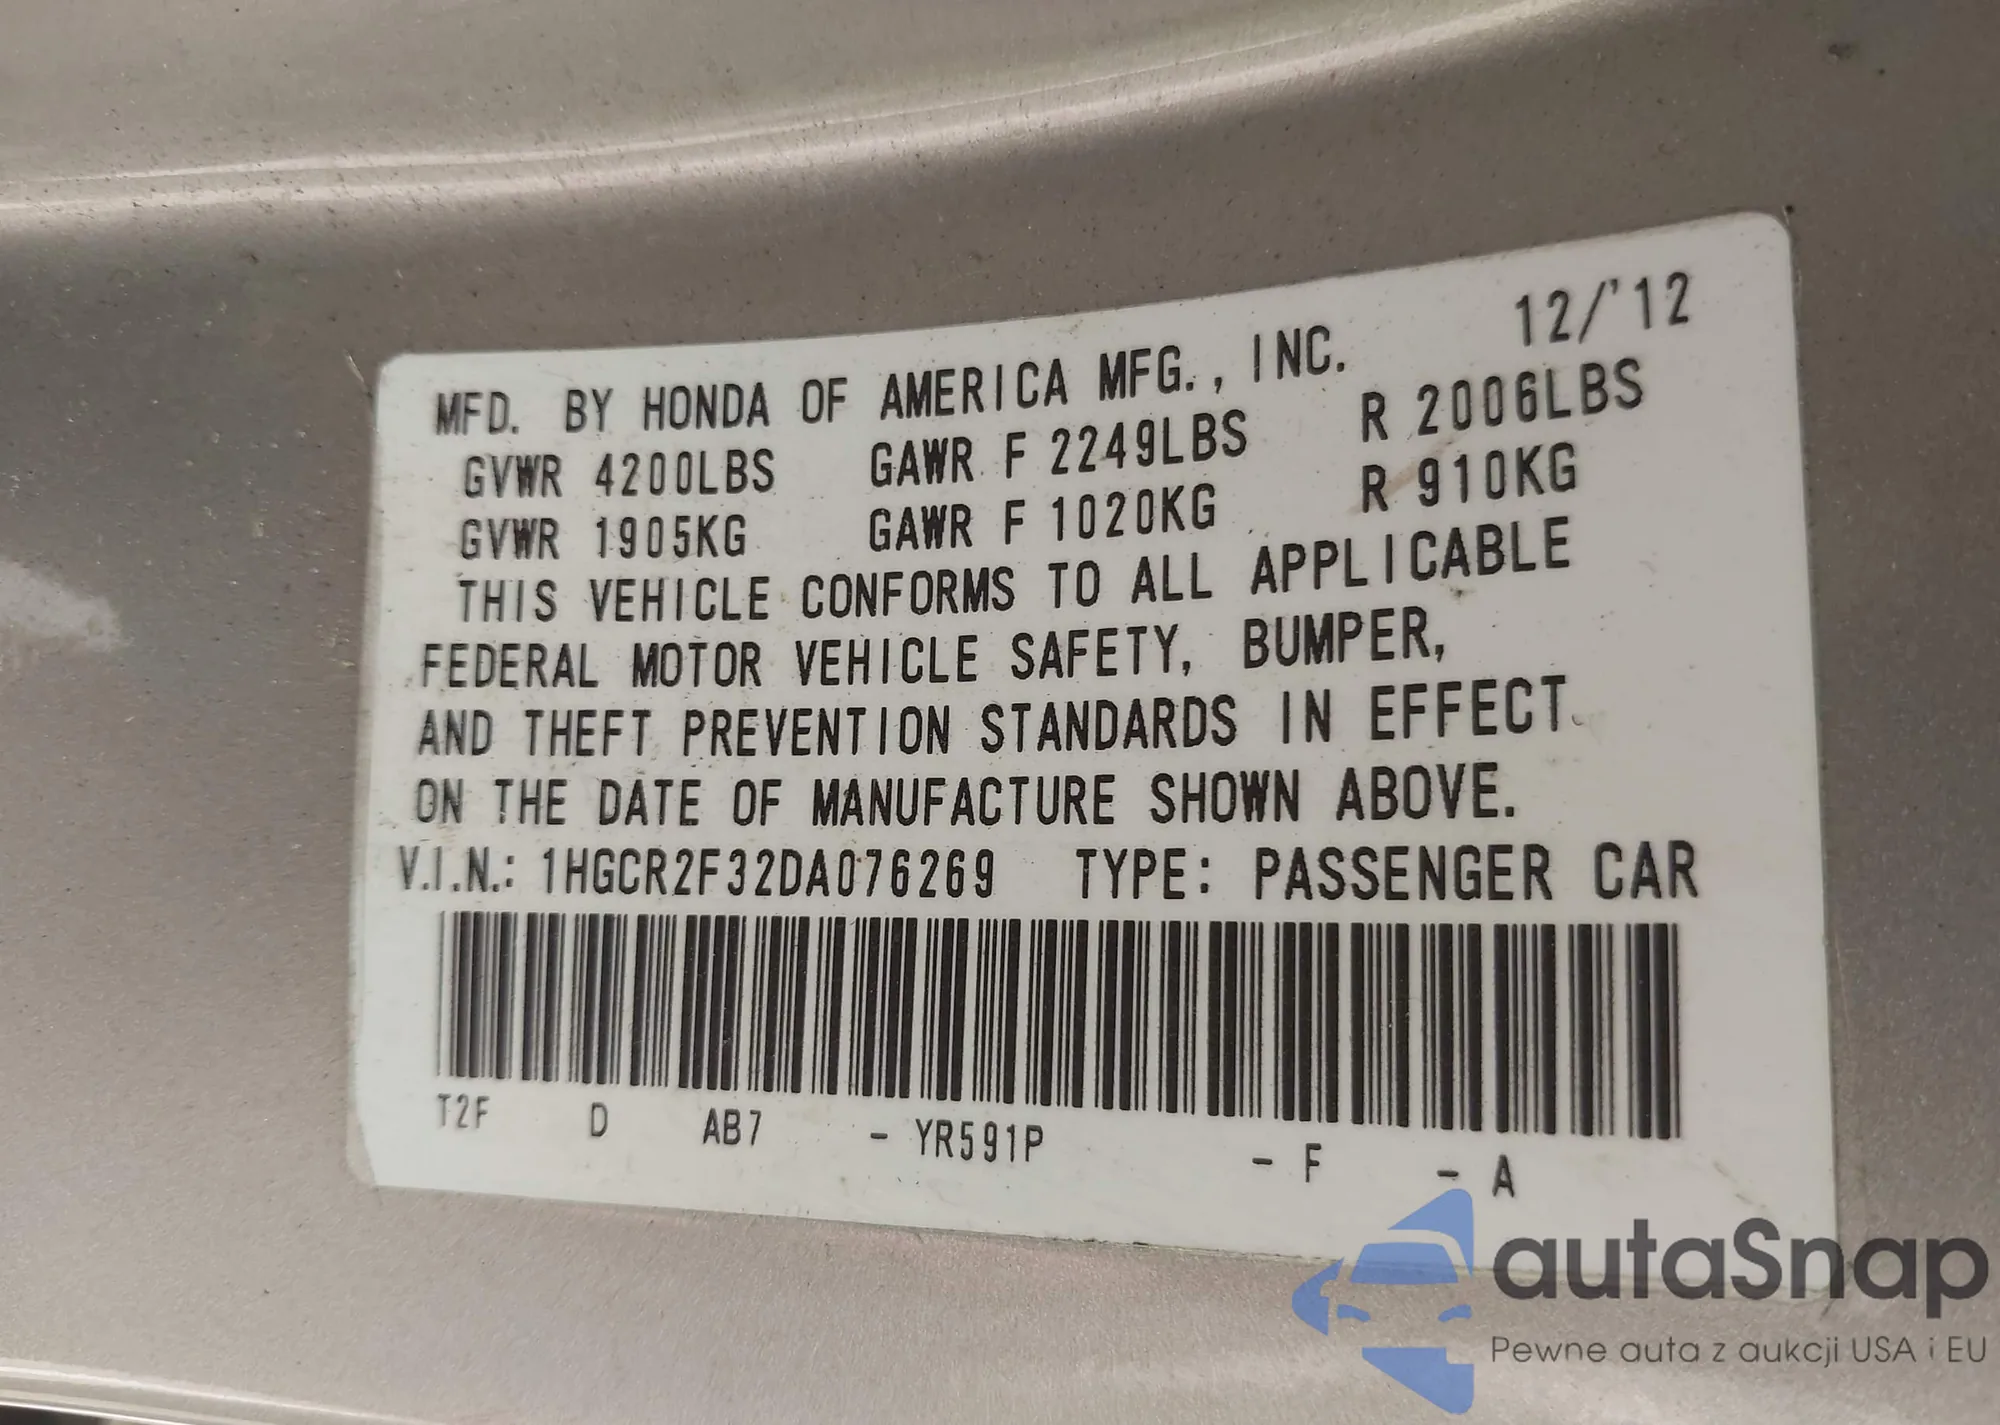 12/'12
MFD. BY HONDA OF AMERICA MFG., INC.
GVWR 4200LBS GAWR F 2249LBS R 2006LBS
GVWR 1905KG GAWR F 1020KG R 910KG
THIS VEHICLE CONFORMS TO ALL APPLICABLE
FEDERAL MOTOR VEHICLE SAFETY, BUMPER,
AND THEFT PREVENTION STANDARDS IN EFFECT
ON THE DATE OF MANUFACTURE SHOWN ABOVE.
V.I.N.: 1HGCR2F32DA076269 TYPE: PASSENGER CAR
T2F D AB7 - YR591P - F - A
autaSnap
Pewne auta z aukcji USA i EU